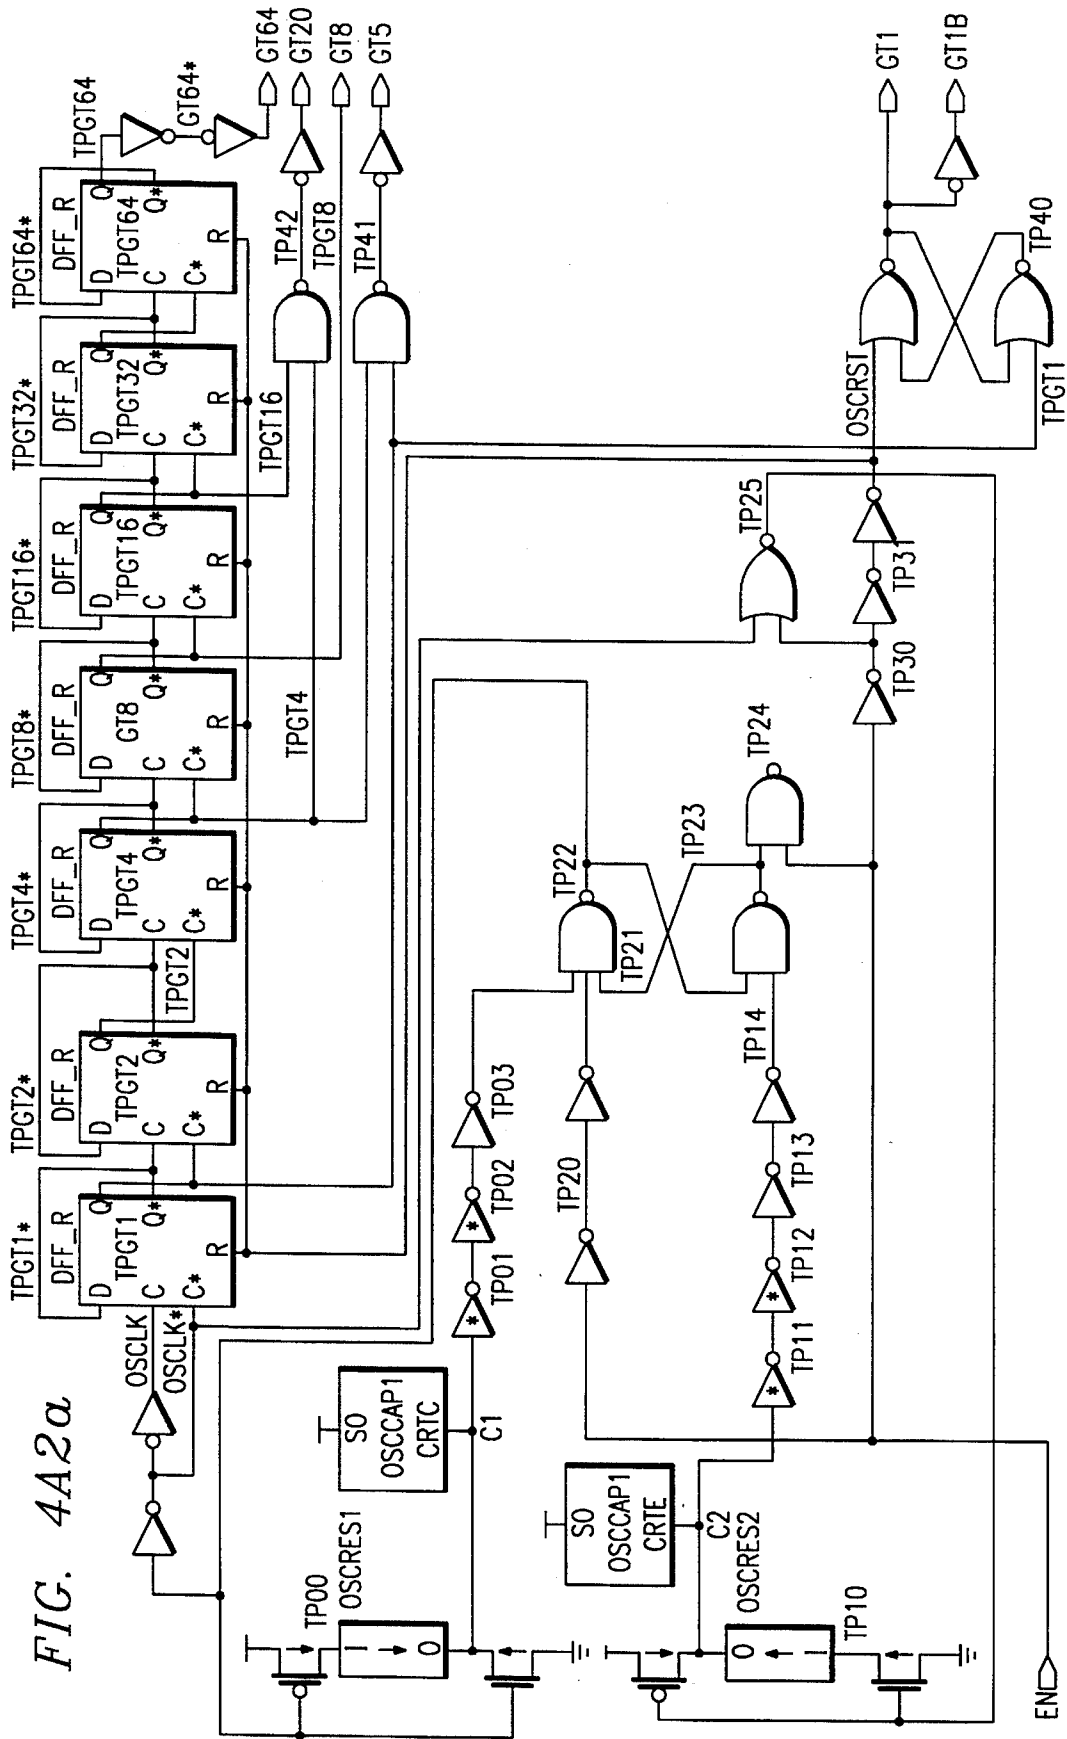 FIG. 4A2a
TPGT1*
TPGT2*
TPGT4*
TPGT8*
TPGT16*
TPGT32*
TPGT64*
DFF_R
D
Q
TPGT1
C
Q*
C*
R
DFF_R
D
Q
TPGT2
C
Q*
C*
R
DFF_R
D
Q
TPGT4
C
Q*
C*
R
DFF_R
D
Q
GT8
C
Q*
C*
R
DFF_R
D
Q
TPGT16
C
Q*
C*
R
DFF_R
D
Q
TPGT32
C
Q*
C*
R
DFF_R
D
Q
TPGT64
C
Q*
C*
R
OSCLK
OSCLK*
TPGT2
TPGT4
TPGT16
TPGT64
GT64*
GT64
TP42
GT20
TPGT8
GT8
TP41
GT5
TP00
OSCRES1
I
O
SO
OSCCAP1
CRTC
C1
TP01
*
TP02
*
TP03
TP20
TP21
TP22
TP23
TP24
SO
OSCCAP1
CRTE
C2
OSCRES2
O
I
TP10
TP11
*
TP12
*
TP13
TP14
TP25
TP30
TP31
OSCRST
TPGT1
TP40
GT1
GT1B
EN